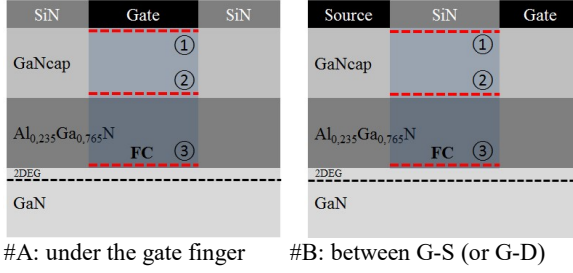 SiN Gate SiN
①
GaNcap
②
Al0,235Ga0,765N
FC ③
2DEG
GaN
#A: under the gate finger
Source SiN Gate
①
GaNcap
②
Al0,235Ga0,765N
FC ③
2DEG
GaN
#B: between G-S (or G-D)